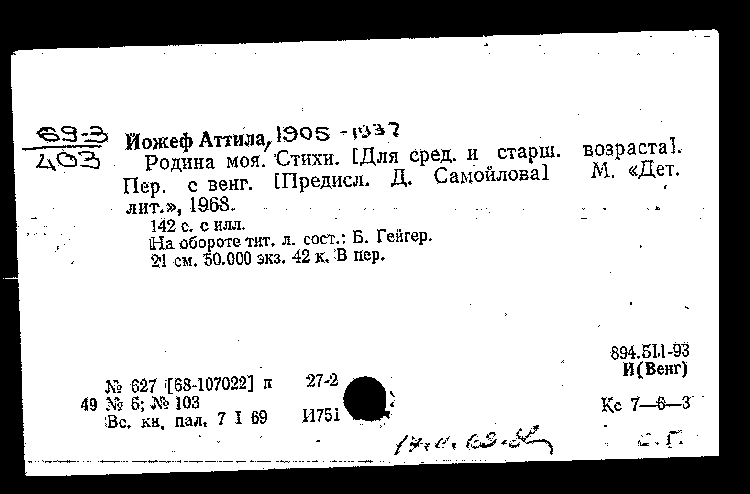 69-3
403
Йожеф Аттила, 1905-1937
Родина моя. Стихи. [Для сред. и старш. возраста].
Пер. с венг. [Предисл. Д. Самойлова] М. «Дет.
лит.», 1968.
142 с. с илл.
На обороте тит. л. сост.: Б. Гейгер.
21 см. 50.000 экз. 42 к. В пер.
894.511-93
И(Венг)
№ 627 [68-107022] п 27-2
49 № 6; № 103
Вс. кн. пал. 7 I 69 И751
Кс 7—6—3
С. Г.